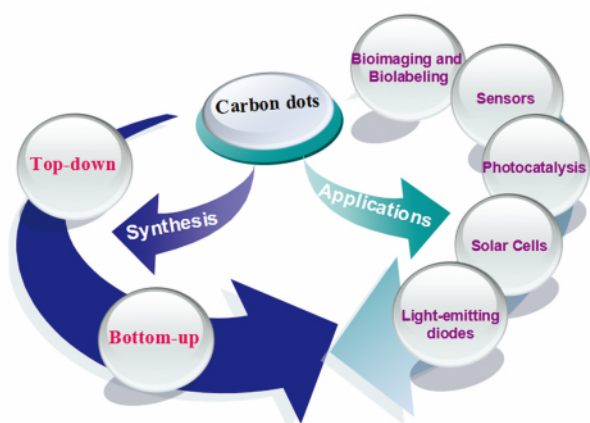 Carbon dots
Synthesis
Top-down
Bottom-up
Applications
Bioimaging and
Biolabeling
Sensors
Photocatalysis
Solar Cells
Light-emitting
diodes